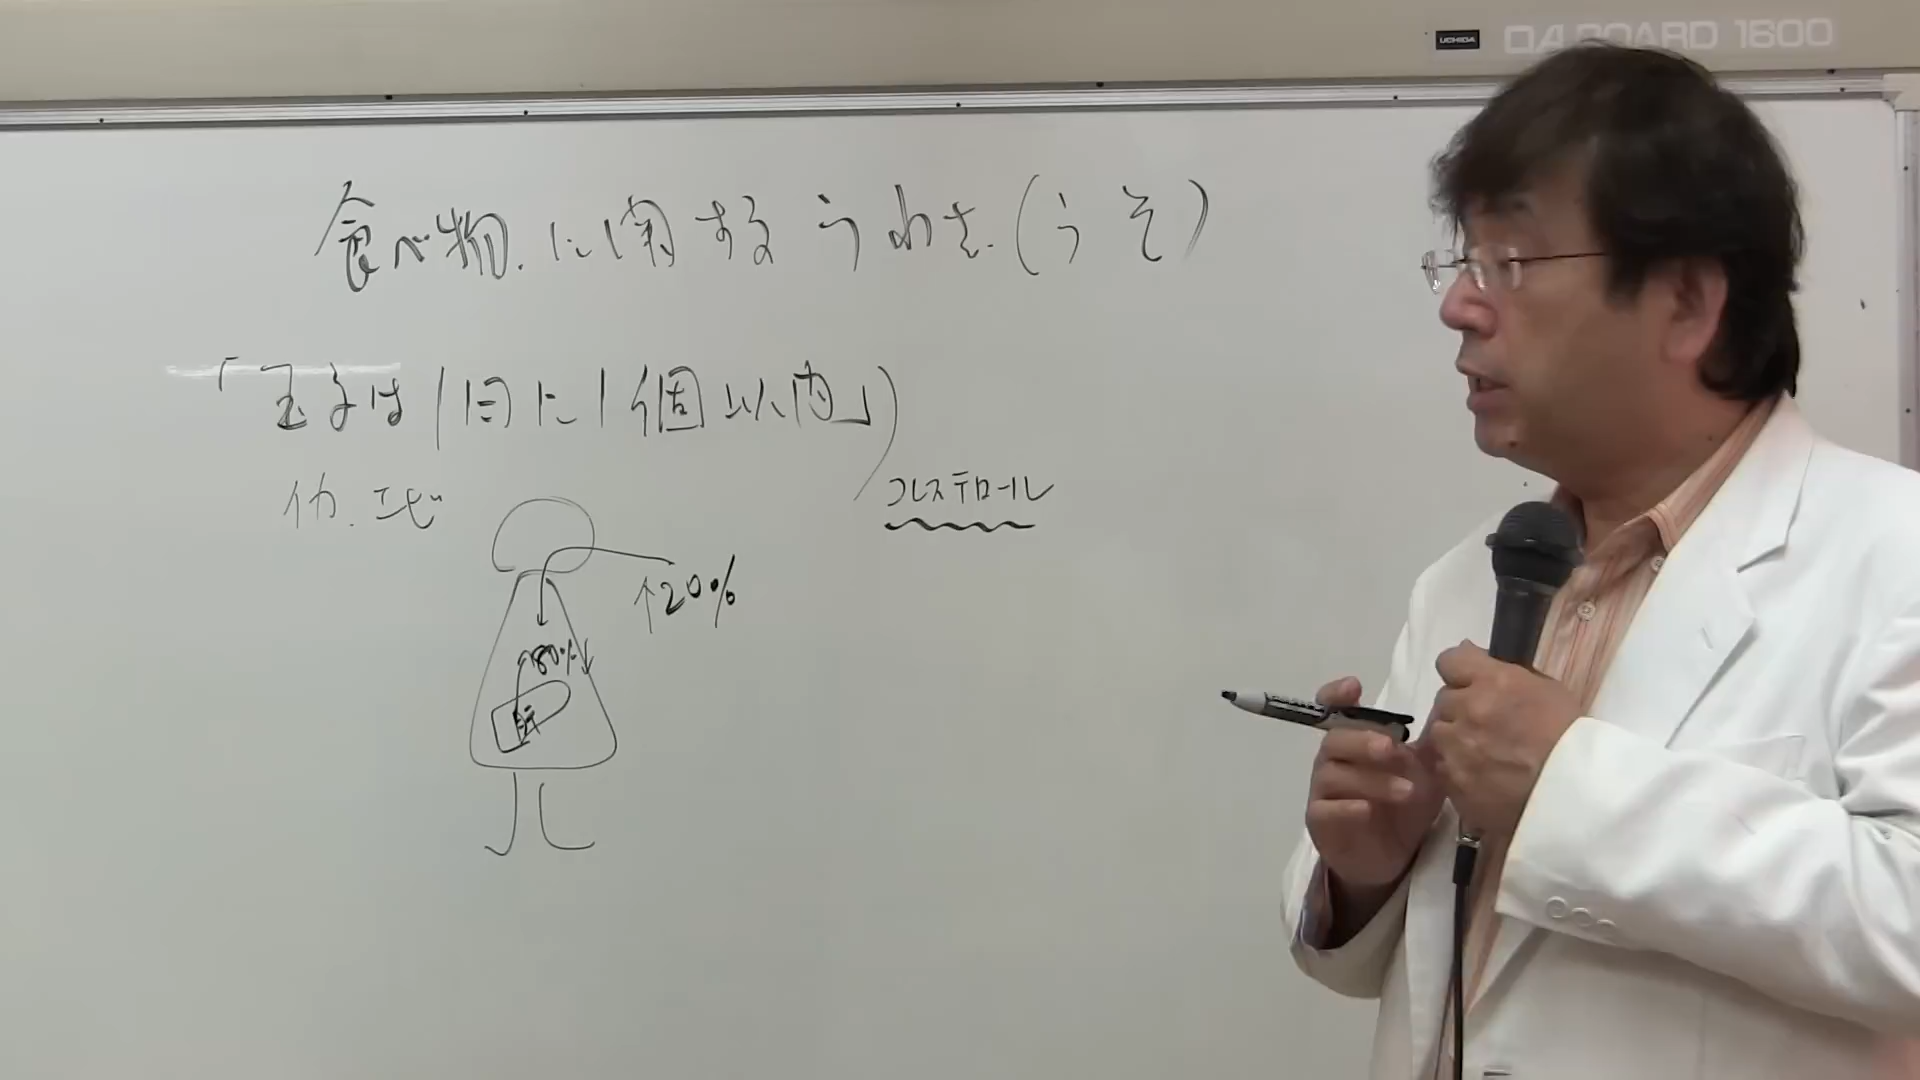 UCHIDA OA BOARD 1600
食べ物に関するうわさ(うそ)
「玉子は1日に1個以内」
イカ.エビ
コレステロール
↑20%
80%↓
肝